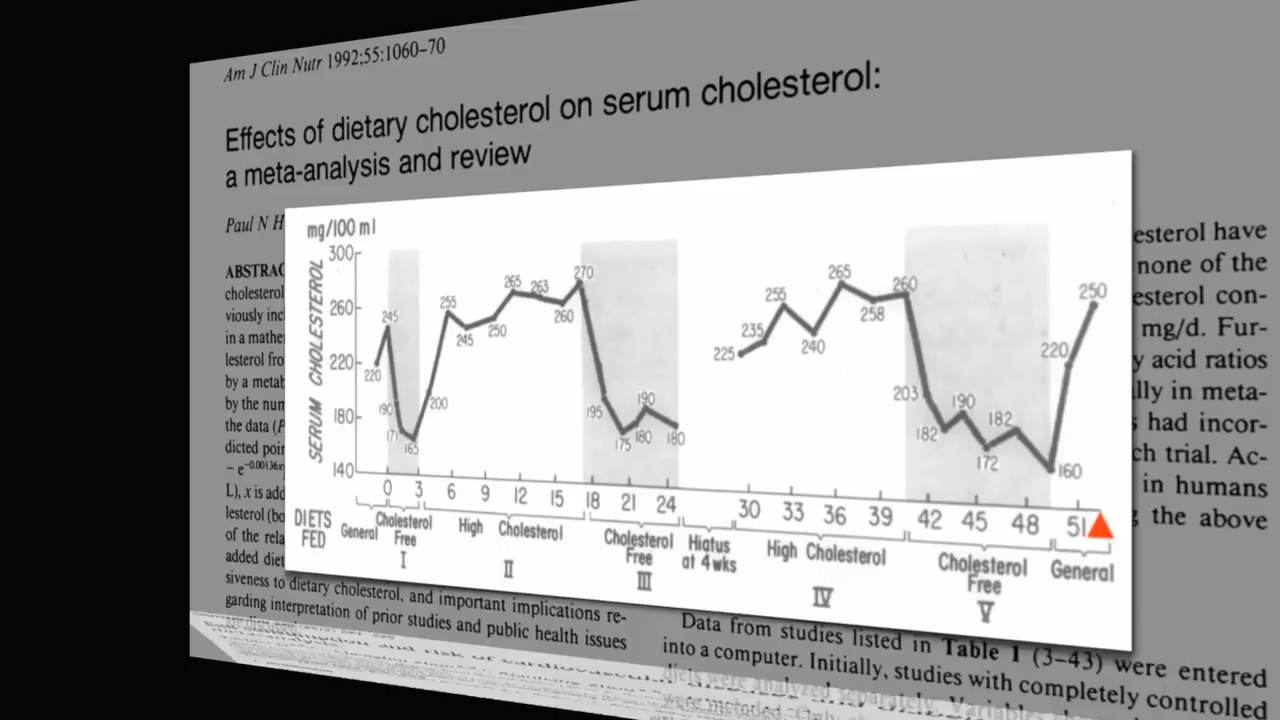 Am J Clin Nutr 1992;55:1060–70
Effects of dietary cholesterol on serum cholesterol:
a meta-analysis and review
Paul N H
ABSTRAC
cholesterol
viously inc
in a mathe
lesterol fro
by a metab
by the num
the data (P
dicted poin
L), x is add
lesterol (bo
of the rela
added diet
siveness to dietary cholesterol, and important implications re-
garding interpretation of prior studies and public health issues
mg/100 ml
SERUM CHOLESTEROL
300
260
220
180
140
220
245
190
171
165
200
255
245
250
265
263
260
270
195
175
180
190
180
225
235
255
240
265
258
260
203
182
190
172
182
160
220
250
0 3 6 9 12 15 18 21 24 30 33 36 39 42 45 48 51
DIETS FED
General
Cholesterol Free
I
High Cholesterol
II
Cholesterol Free
III
Hiatus at 4 wks
High Cholesterol
IV
Cholesterol Free
V
General
esterol have
none of the
esterol con-
mg/d. Fur-
y acid ratios
lly in meta-
s had incor-
ch trial. Ac-
in humans
g the above
Data from studies listed in Table 1 (3–43) were entered
into a computer. Initially, studies with completely controlled
diets were analyzed separately.